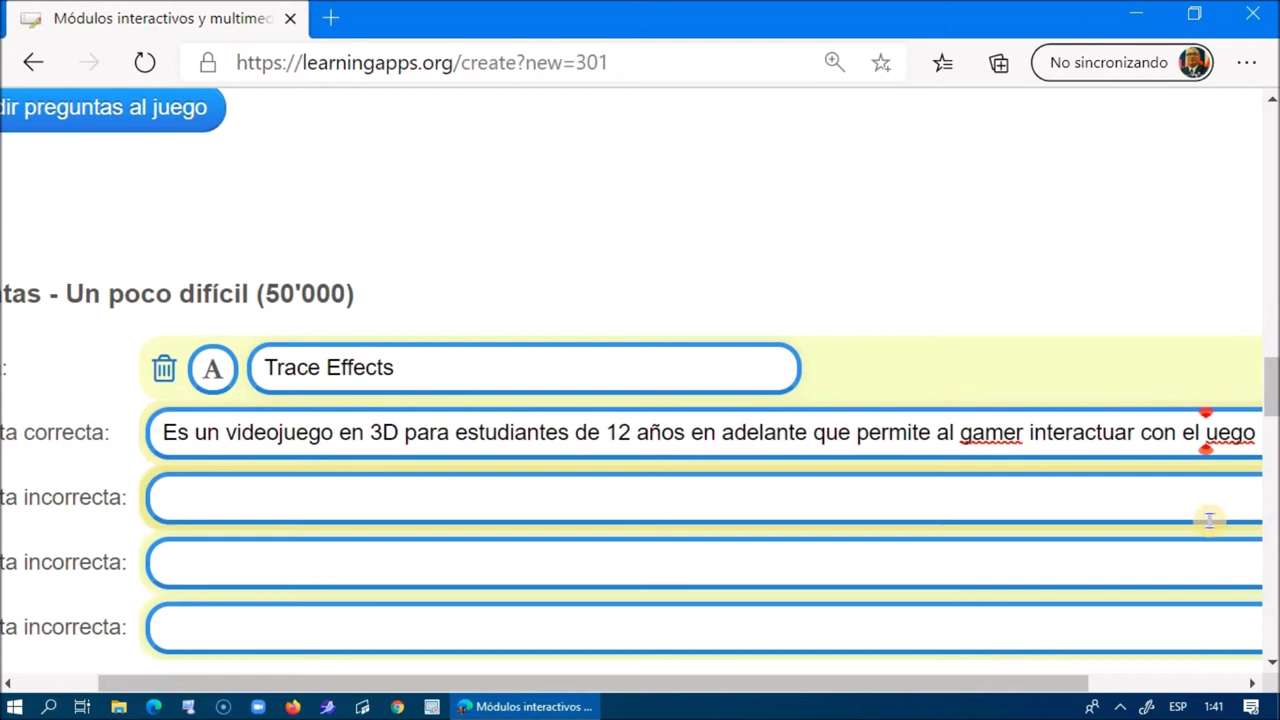 Módulos interactivos y multimed
https://learningapps.org/create?new=301
No sincronizando
dir preguntas al juego
tas - Un poco difícil (50'000)
:
A
Trace Effects
ta correcta:
Es un videojuego en 3D para estudiantes de 12 años en adelante que permite al gamer interactuar con el uego
ta incorrecta:
ta incorrecta:
ta incorrecta:
Módulos interactivos ...
ESP
1:41